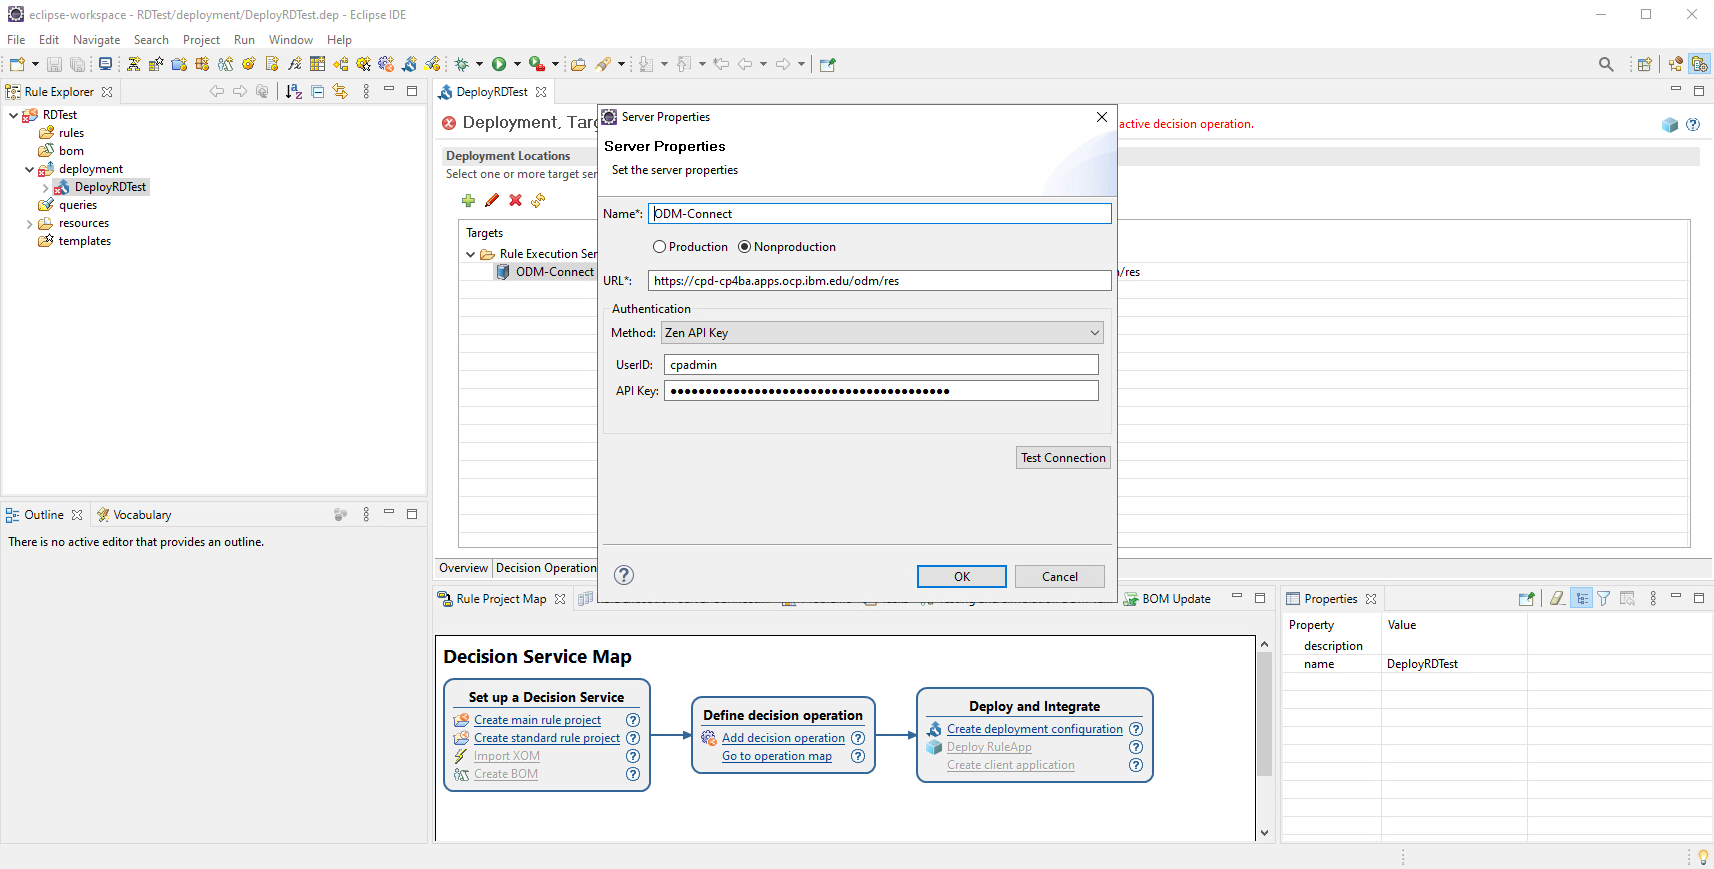 eclipse-workspace - RDTest/deployment/DeployRDTest.dep - Eclipse IDE
File Edit Navigate Search Project Run Window Help
Rule Explorer
RDTest
rules
bom
deployment
DeployRDTest
queries
resources
templates
Outline
Vocabulary
There is no active editor that provides an outline.
DeployRDTest
Deployment, Targ
active decision operation.
Deployment Locations
Select one or more target ser
Targets
Rule Execution Ser
ODM-Connect
/res
Overview
Decision Operation
Server Properties
Server Properties
Set the server properties
Name*: ODM-Connect
Production Nonproduction
URL*: https://cpd-cp4ba.apps.ocp.ibm.edu/odm/res
Authentication
Method: Zen API Key
UserID: cpadmin
API Key: ●●●●●●●●●●●●●●●●●●●●●●●●●●●●●●●●●●●●●●●●
Test Connection
OK Cancel
Rule Project Map
BOM Update
Decision Service Map
Set up a Decision Service
Create main rule project
Create standard rule project
Import XOM
Create BOM
Define decision operation
Add decision operation
Go to operation map
Deploy and Integrate
Create deployment configuration
Deploy RuleApp
Create client application
Properties
Property Value
description
name DeployRDTest